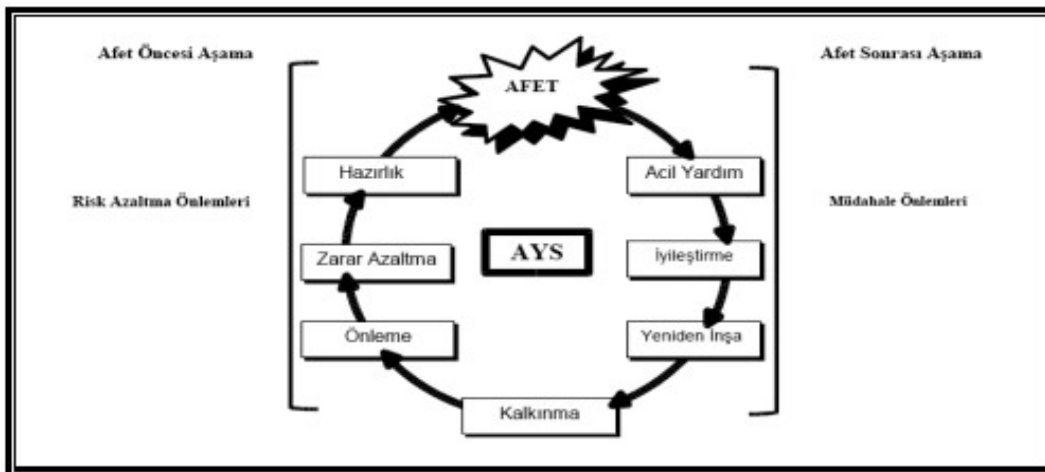 Afet Öncesi Aşama
Afet Sonrası Aşama
AFET
Hazırlık
Acil Yardım
Risk Azaltma Önlemleri
Müdahale Önlemleri
Zarar Azaltma
AYS
İyileştirme
Önleme
Yeniden İnşa
Kalkınma